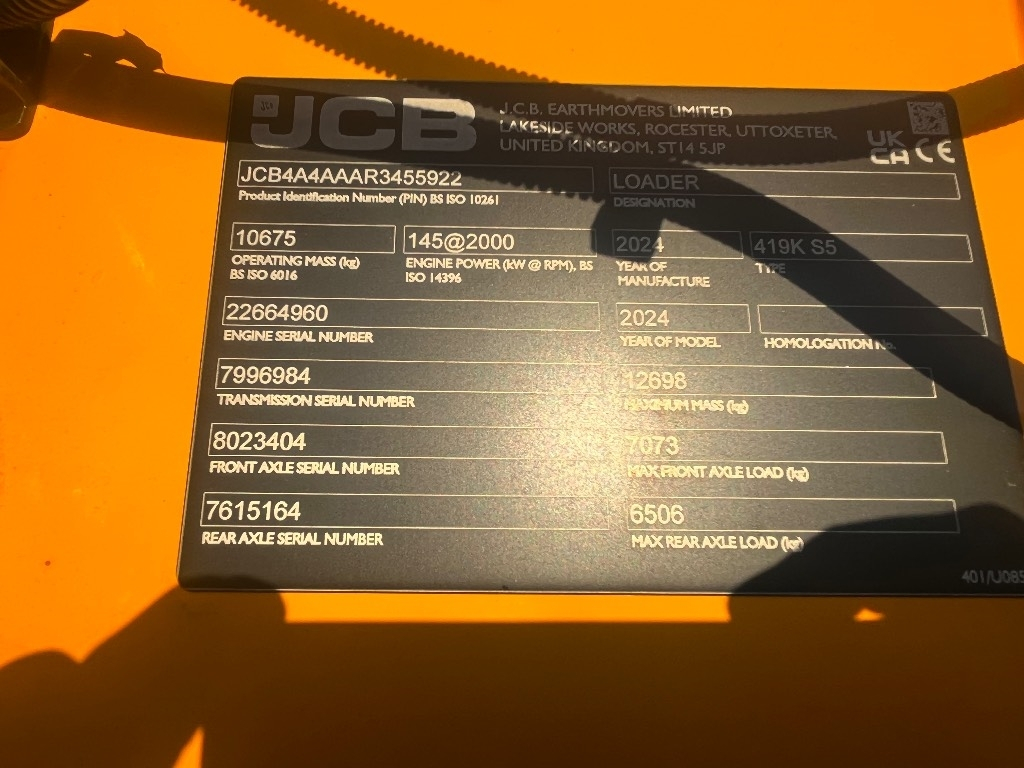 JCB
J.C.B. EARTHMOVERS LIMITED
LAKESIDE WORKS, ROCESTER, UTTOXETER,
UNITED KINGDOM, ST14 5JP
UK
CA CE
JCB4A4AAAR3455922
Product Identification Number (PIN) BS ISO 10261
LOADER
DESIGNATION
10675
OPERATING MASS (kg)
BS ISO 6016
145@2000
ENGINE POWER (kW @ RPM), BS
ISO 14396
2024
YEAR OF
MANUFACTURE
419K S5
TYPE
22664960
ENGINE SERIAL NUMBER
2024
YEAR OF MODEL
HOMOLOGATION No.
7996984
TRANSMISSION SERIAL NUMBER
12698
MAXIMUM MASS (kg)
8023404
FRONT AXLE SERIAL NUMBER
7073
MAX FRONT AXLE LOAD (kg)
7615164
REAR AXLE SERIAL NUMBER
6506
MAX REAR AXLE LOAD (kg)